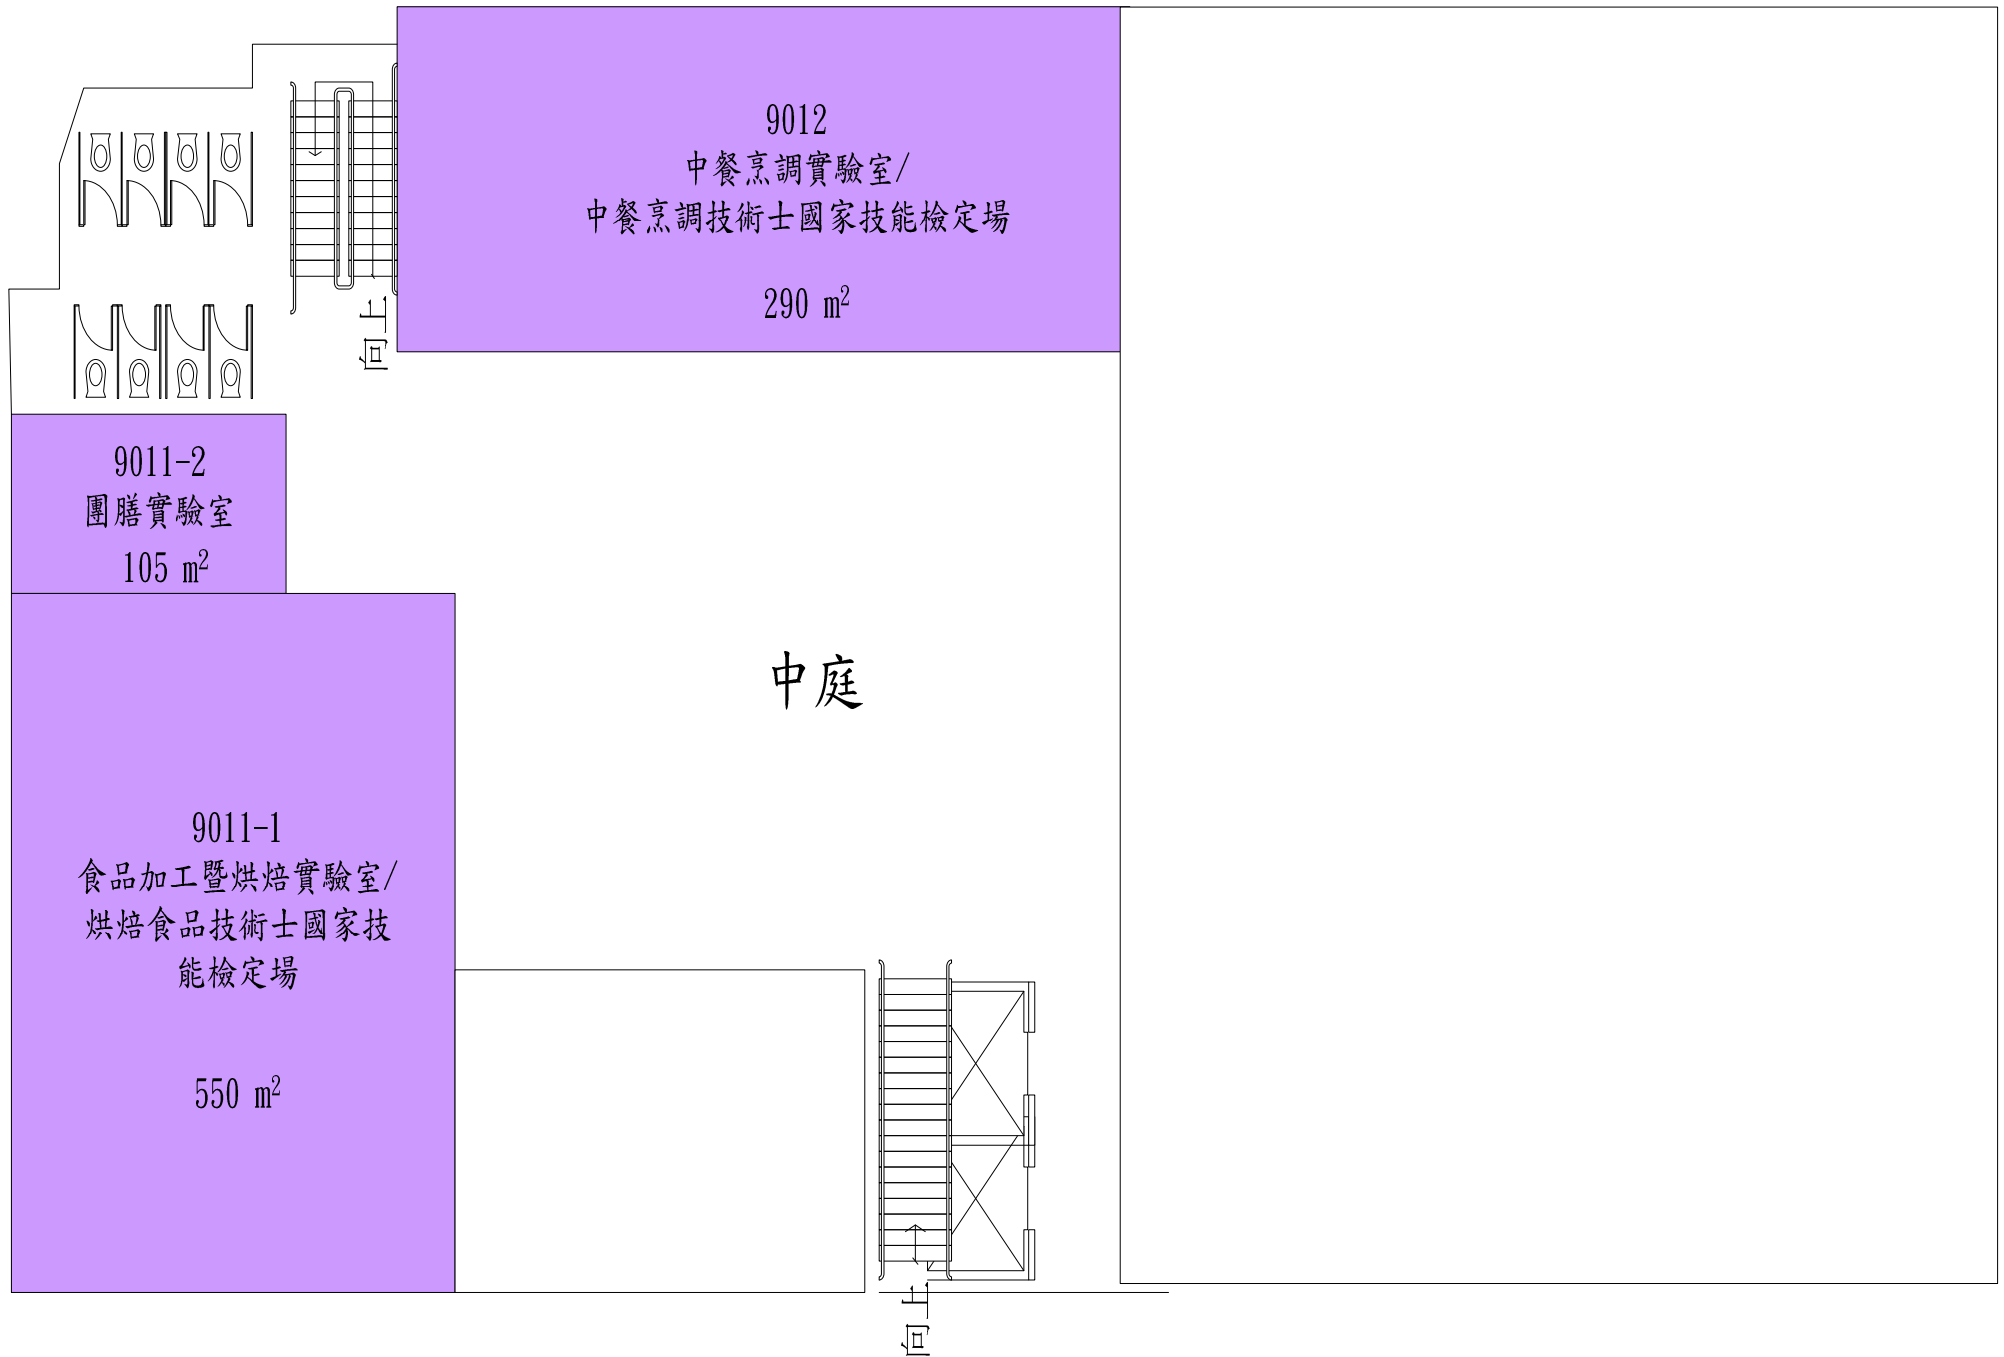 9012
中餐烹調實驗室/
中餐烹調技術士國家技能檢定場
290 m²
向上
9011-2
團膳實驗室
105 m²
中庭
9011-1
食品加工暨烘焙實驗室/
烘焙食品技術士國家技
能檢定場
550 m²
向上